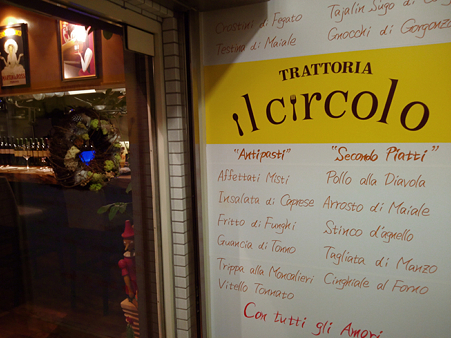 Crostini di Fegato
Testina di Maiale
Tajalin Sugo di
Gnocchi di Gorgonzo
TRATTORIA
il circolo
"Antipasti"
Affettati Misti
Insalata di Caprese
Fritto di Funghi
Guancia di Tonno
Trippa alla Moncalieri
Vitello Tonnato
"Secondo Piatti"
Pollo alla Diavola
Arrosto di Maiale
Stinco d'agnello
Tagliata di Manzo
Cinghiale al Forno
Con tutti gli Amori